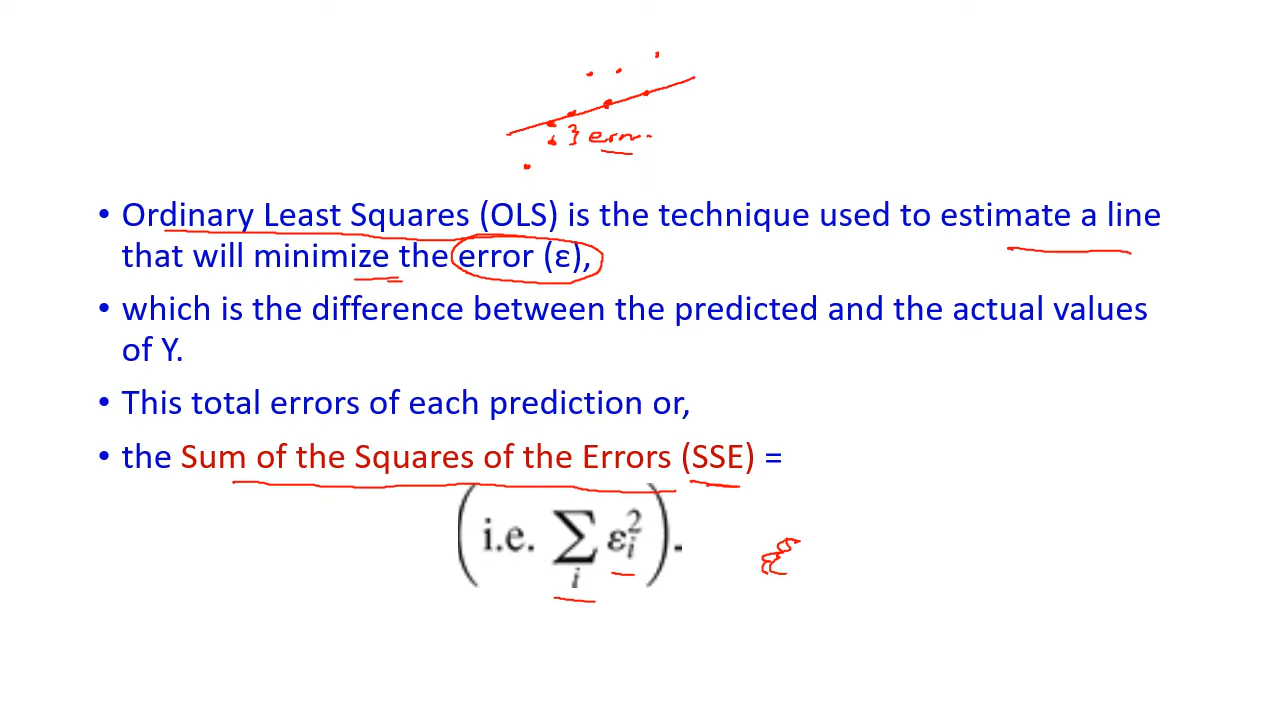 } erm.
• Ordinary Least Squares (OLS) is the technique used to estimate a line
that will minimize the error (ε),
• which is the difference between the predicted and the actual values
of Y.
• This total errors of each prediction or,
• the Sum of the Squares of the Errors (SSE) =
(i.e. ∑ εᵢ²).
i